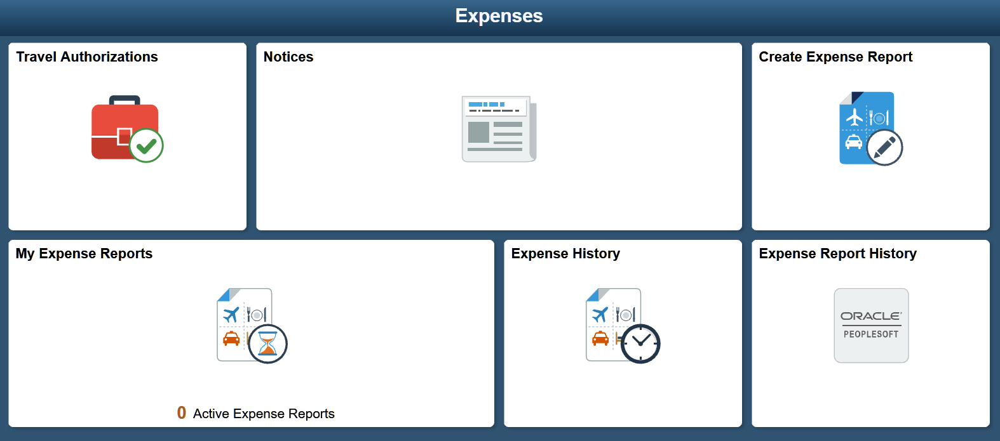 Expenses
Travel Authorizations
Notices
Create Expense Report
My Expense Reports
0 Active Expense Reports
Expense History
Expense Report History
ORACLE
PEOPLESOFT